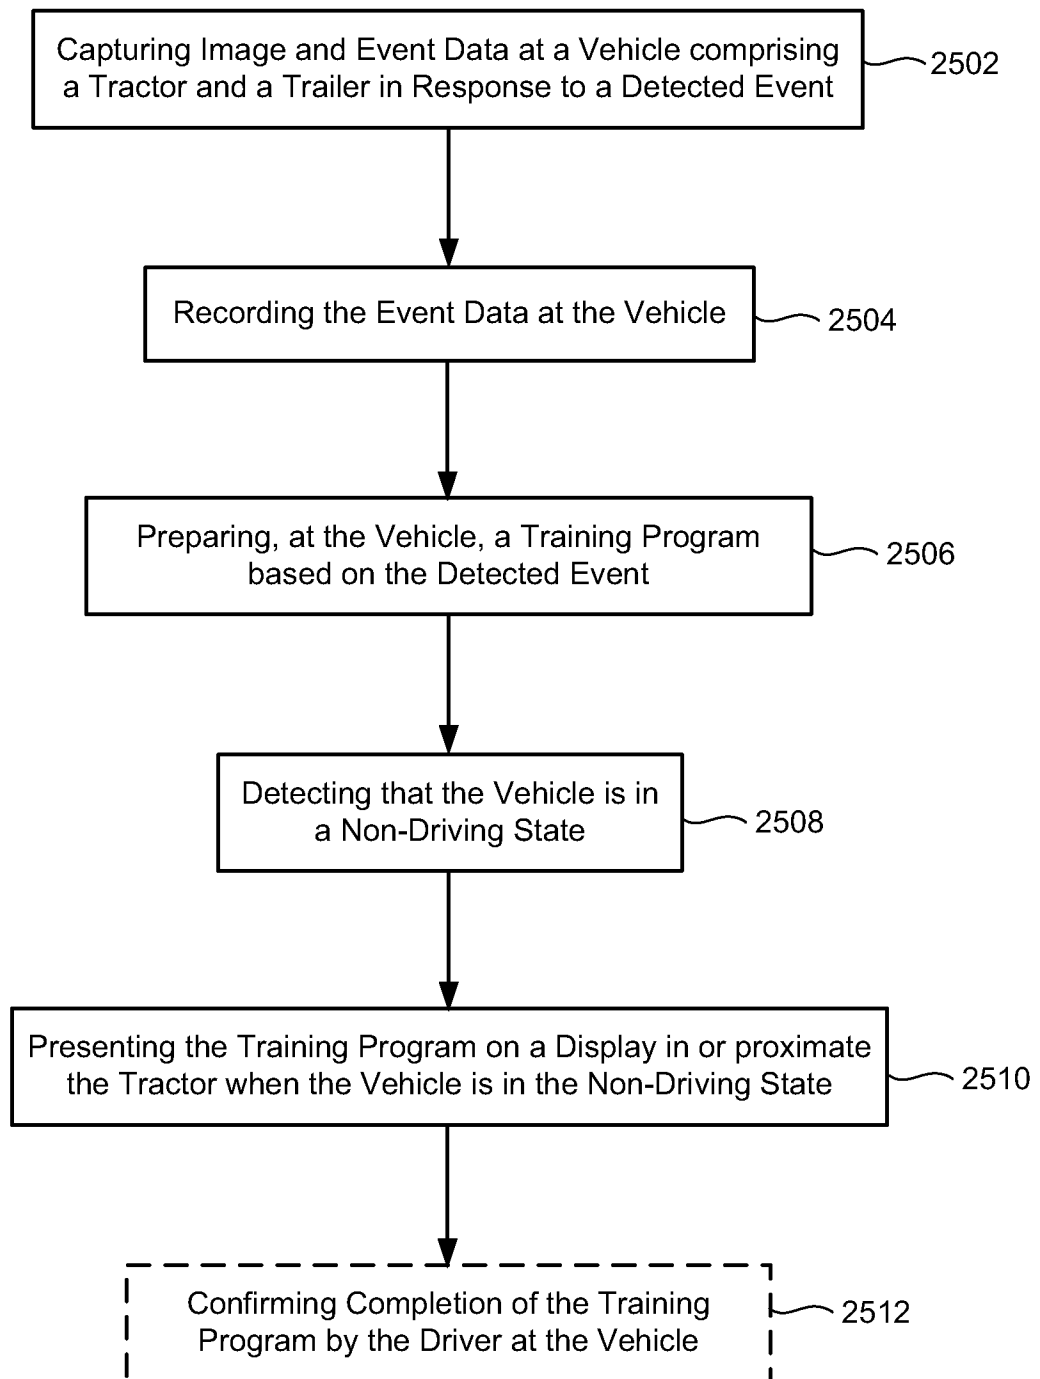 Capturing Image and Event Data at a Vehicle comprising
a Tractor and a Trailer in Response to a Detected Event
2502
Recording the Event Data at the Vehicle
2504
Preparing, at the Vehicle, a Training Program
based on the Detected Event
2506
Detecting that the Vehicle is in
a Non-Driving State
2508
Presenting the Training Program on a Display in or proximate
the Tractor when the Vehicle is in the Non-Driving State
2510
Confirming Completion of the Training
Program by the Driver at the Vehicle
2512